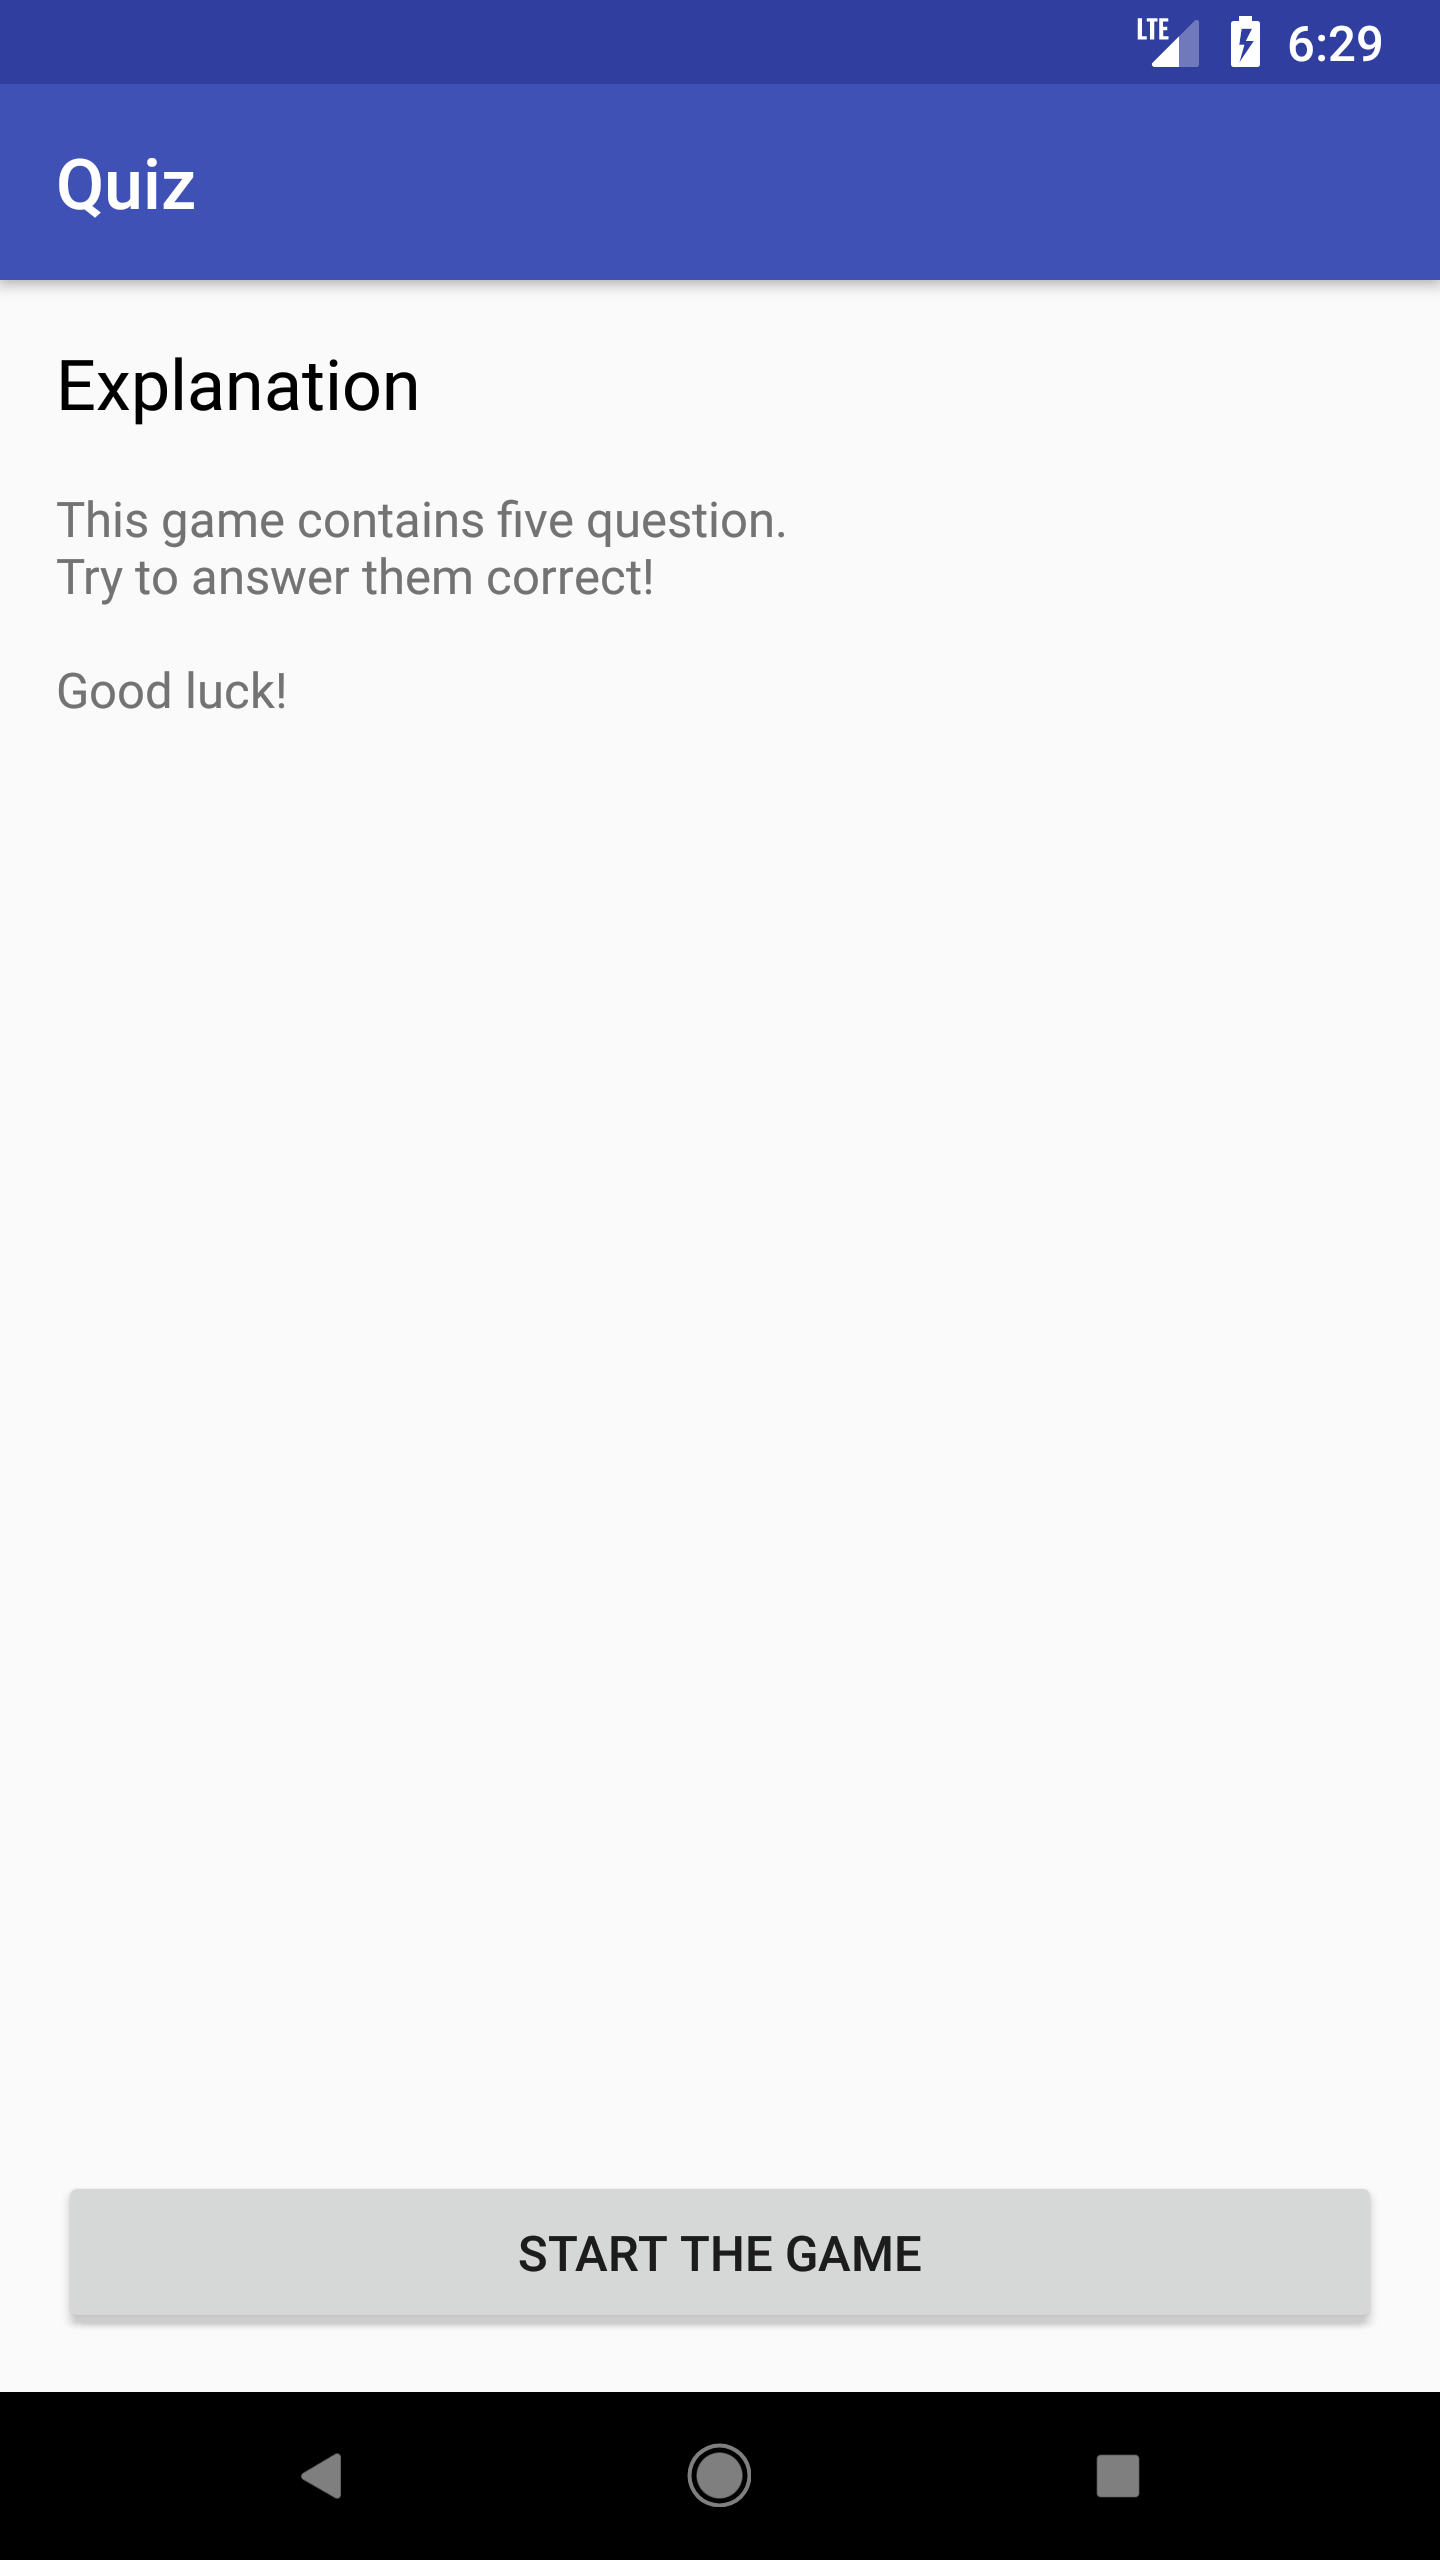 LTE 6:29
Quiz
Explanation
This game contains five question.
Try to answer them correct!
Good luck!
START THE GAME